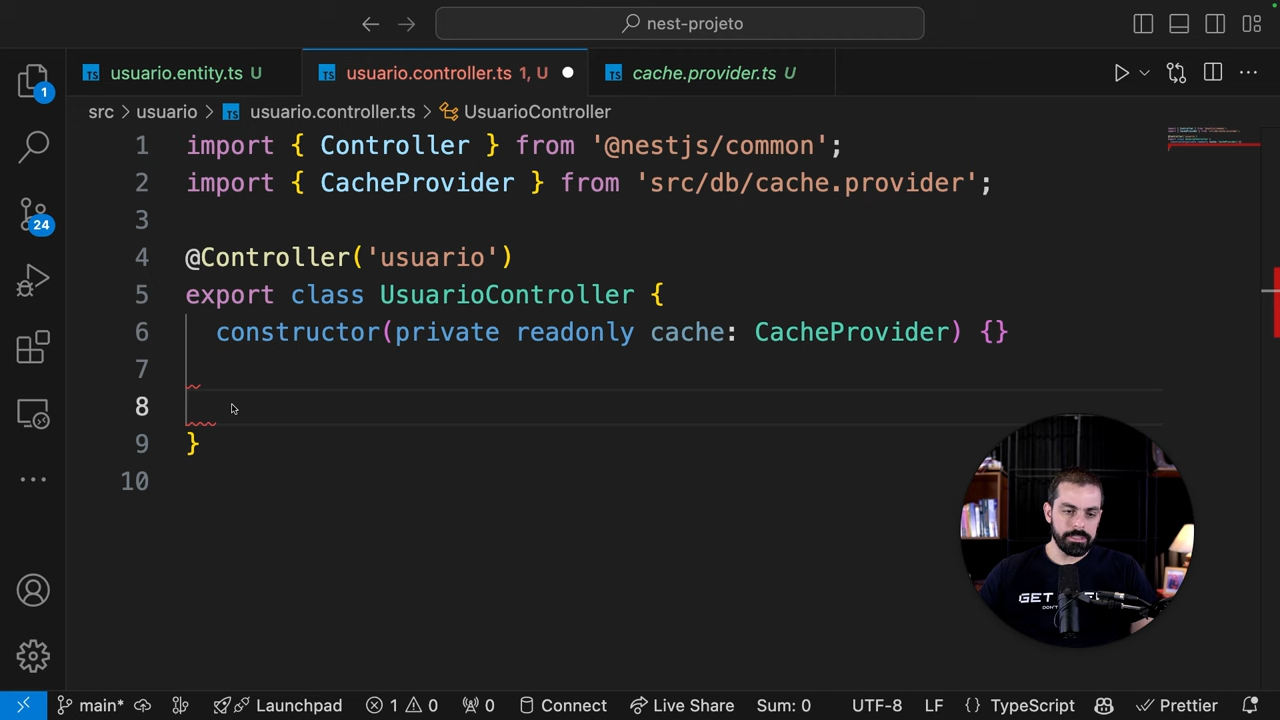 nest-projeto
usuario.entity.ts U
usuario.controller.ts 1, U
cache.provider.ts U
src > usuario > TS usuario.controller.ts > UsuarioController
1 import { Controller } from '@nestjs/common';
2 import { CacheProvider } from 'src/db/cache.provider';
3
4 @Controller('usuario')
5 export class UsuarioController {
6 constructor(private readonly cache: CacheProvider) {}
7
8
9 }
10
1
24
GET
DON'T
main* Launchpad 1 0 0 Connect Live Share Sum: 0 UTF-8 LF {} TypeScript Prettier